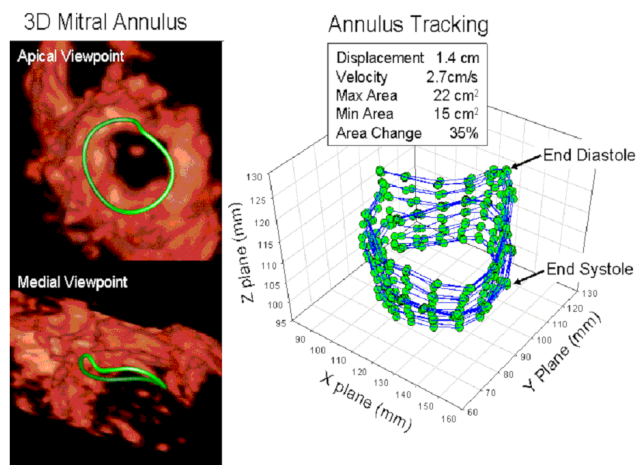 3D Mitral Annulus
Apical Viewpoint
Medial Viewpoint
Annulus Tracking
Displacement 1.4 cm
Velocity 2.7cm/s
Max Area 22 cm²
Min Area 15 cm²
Area Change 35%
End Diastole
End Systole
Z plane (mm)
130
125
120
115
110
105
100
95
X plane (mm)
90
100
110
120
130
140
150
160
Y Plane (mm)
60
70
80
90
100
110
120
130